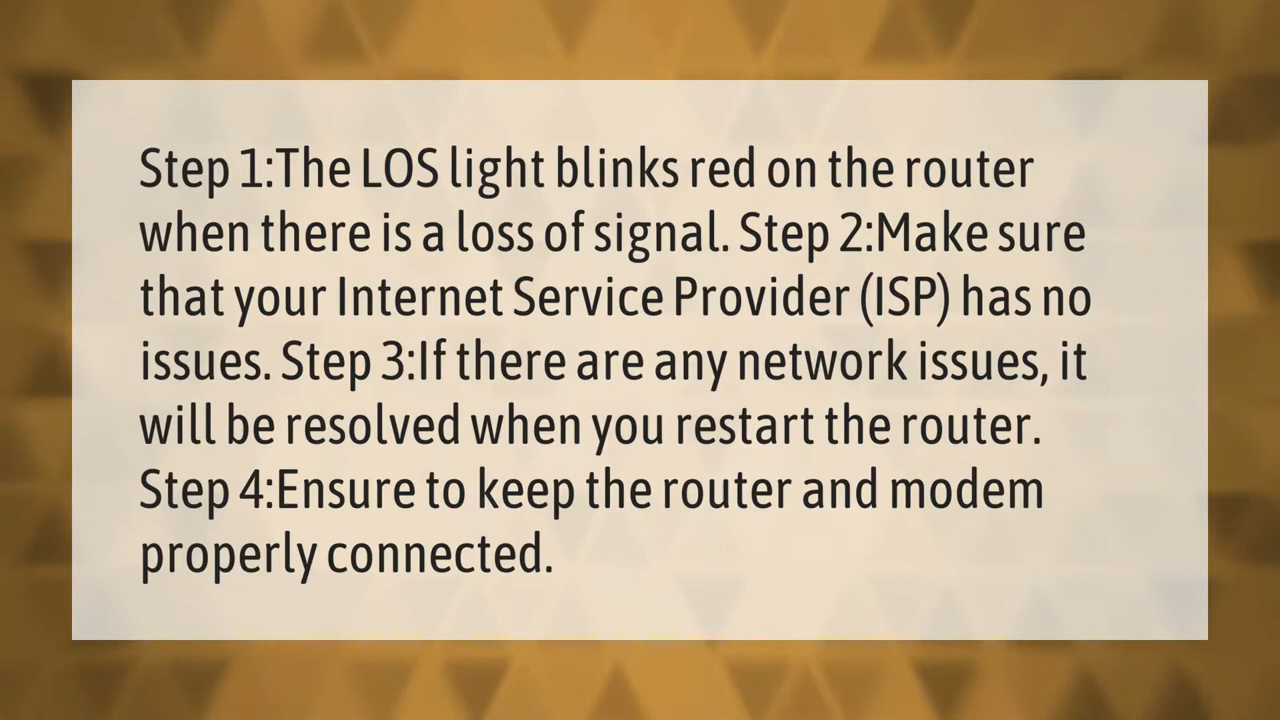 Step 1:The LOS light blinks red on the router
when there is a loss of signal. Step 2:Make sure
that your Internet Service Provider (ISP) has no
issues. Step 3:If there are any network issues, it
will be resolved when you restart the router.
Step 4:Ensure to keep the router and modem
properly connected.